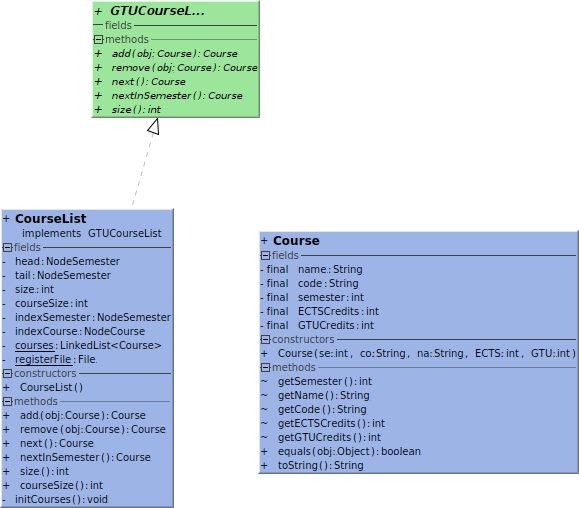 + GTUCourseL...
fields
methods
+ add(obj: Course): Course
+ remove(obj: Course): Course
+ next(): Course
+ nextInSemester(): Course
+ size(): int
+ CourseList
implements GTUCourseList
fields
- head: NodeSemester
- tail: NodeSemester
- size: int
- courseSize: int
- indexSemester: NodeSemester
- indexCourse: NodeCourse
- courses: LinkedList<Course>
- registerFile: File
constructors
+ CourseList()
methods
+ add(obj:Course): Course
+ remove(obj:Course): Course
+ next(): Course
+ nextInSemester(): Course
+ size(): int
+ courseSize(): int
- initCourses(): void
+ Course
fields
- final name: String
- final code: String
- final semester: int
- final ECTSCredits: int
- final GTUCredits: int
constructors
+ Course(se:int, co:String, na:String, ECTS:int, GTU:int)
methods
~ getSemester(): int
~ getName(): String
~ getCode(): String
~ getECTSCredits(): int
~ getGTUCredits(): int
+ equals(obj:Object): boolean
+ toString(): String